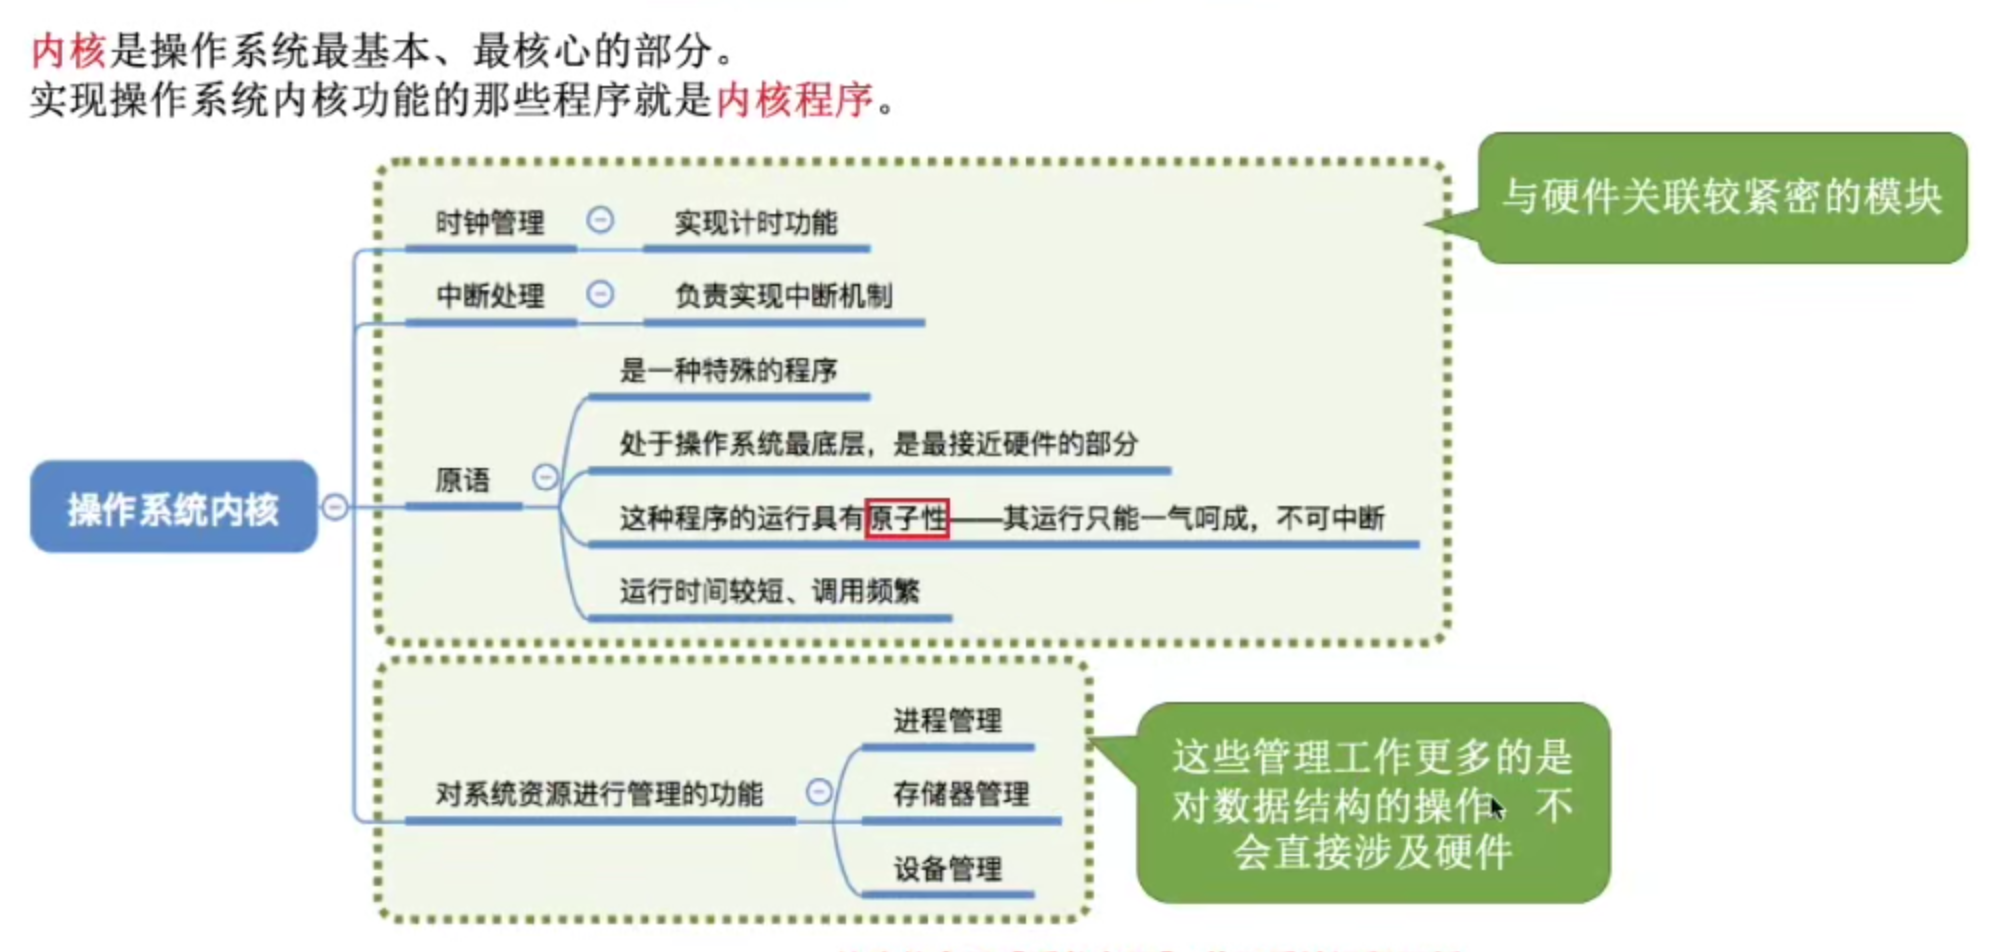 内核是操作系统最基本、最核心的部分。
实现操作系统内核功能的那些程序就是内核程序。
与硬件关联较紧密的模块
时钟管理
实现计时功能
中断处理
负责实现中断机制
是一种特殊的程序
处于操作系统最底层，是最接近硬件的部分
原语
操作系统内核
这种程序的运行具有原子性——其运行只能一气呵成，不可中断
运行时间较短、调用频繁
进程管理
对系统资源进行管理的功能
存储器管理
设备管理
这些管理工作更多的是
对数据结构的操作 不
会直接涉及硬件